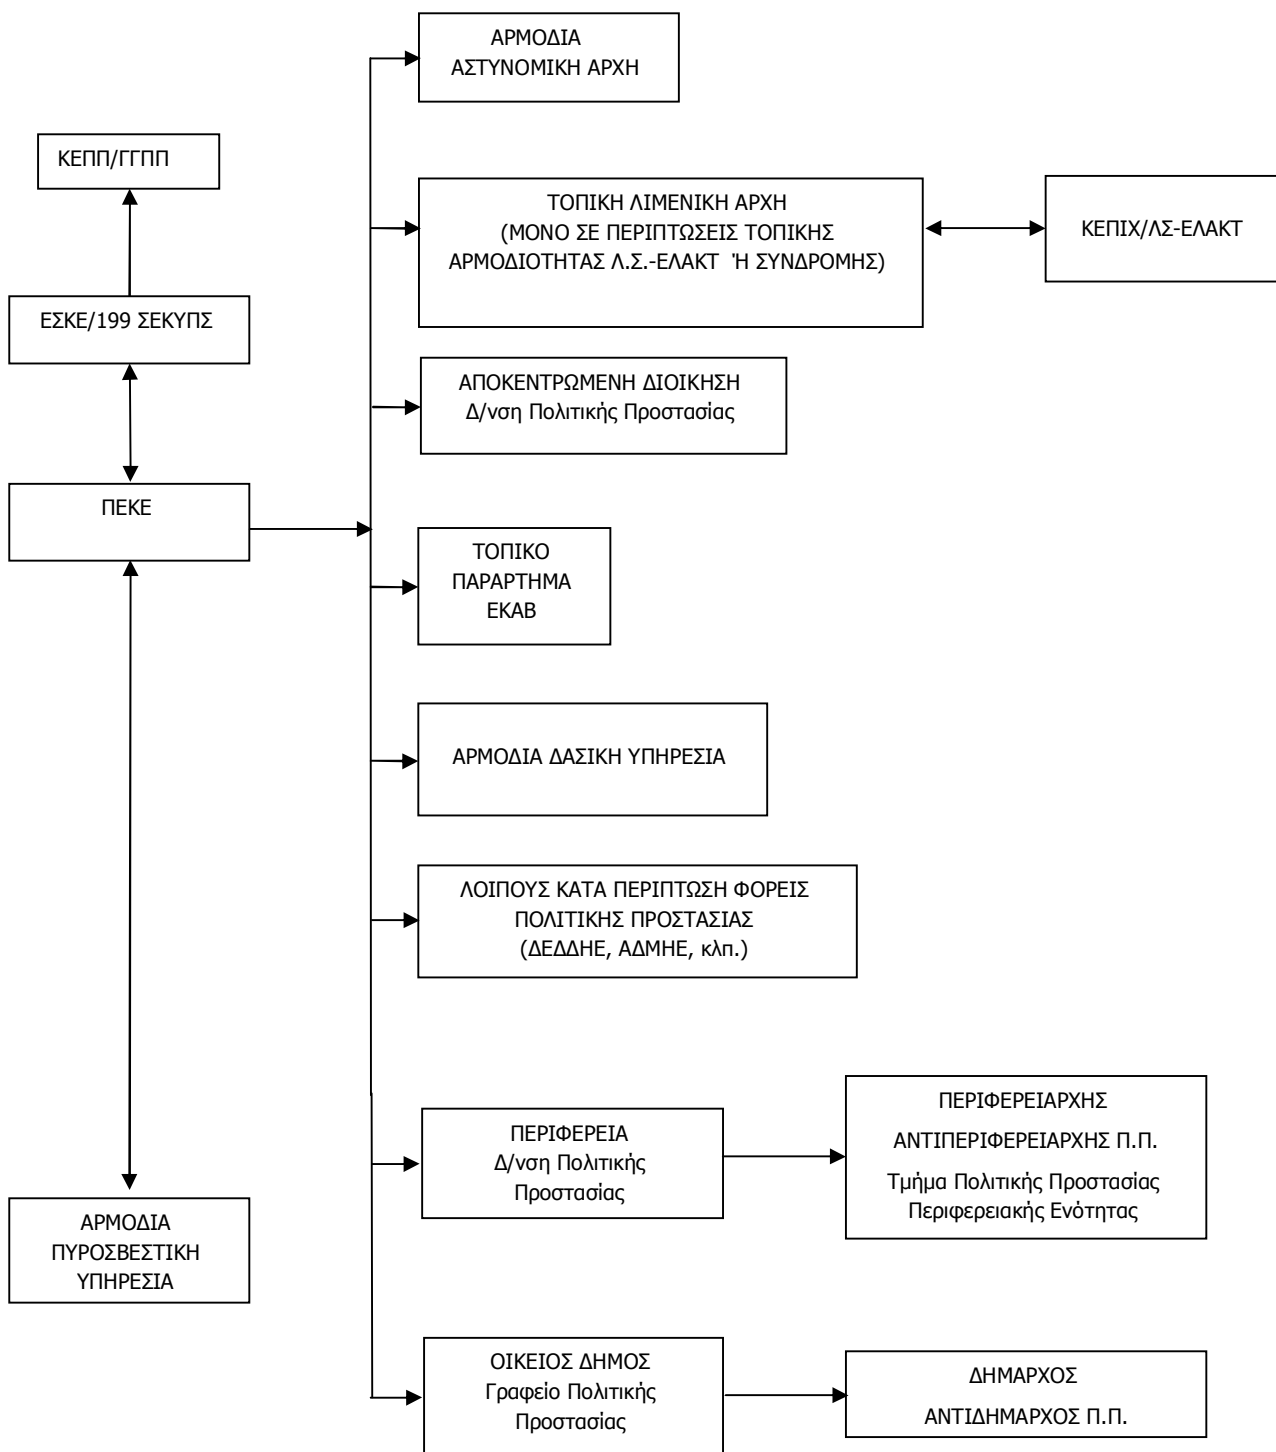 ΑΡΜΟΔΙΑ
ΑΣΤΥΝΟΜΙΚΗ ΑΡΧΗ
ΚΕΠΠ/ΓΓΠΠ
ΤΟΠΙΚΗ ΛΙΜΕΝΙΚΗ ΑΡΧΗ
(ΜΟΝΟ ΣΕ ΠΕΡΙΠΤΩΣΕΙΣ ΤΟΠΙΚΗΣ
ΑΡΜΟΔΙΟΤΗΤΑΣ Λ.Σ.-ΕΛΑΚΤ Ή ΣΥΝΔΡΟΜΗΣ)
ΚΕΠΙΧ/ΛΣ-ΕΛΑΚΤ
ΕΣΚΕ/199 ΣΕΚΥΠΣ
ΑΠΟΚΕΝΤΡΩΜΕΝΗ ΔΙΟΙΚΗΣΗ
Δ/νση Πολιτικής Προστασίας
ΠΕΚΕ
ΤΟΠΙΚΟ
ΠΑΡΑΡΤΗΜΑ
ΕΚΑΒ
ΑΡΜΟΔΙΑ ΔΑΣΙΚΗ ΥΠΗΡΕΣΙΑ
ΛΟΙΠΟΥΣ ΚΑΤΑ ΠΕΡΙΠΤΩΣΗ ΦΟΡΕΙΣ
ΠΟΛΙΤΙΚΗΣ ΠΡΟΣΤΑΣΙΑΣ
(ΔΕΔΔΗΕ, ΑΔΜΗΕ, κλπ.)
ΠΕΡΙΦΕΡΕΙΑ
Δ/νση Πολιτικής
Προστασίας
ΠΕΡΙΦΕΡΕΙΑΡΧΗΣ
ΑΝΤΙΠΕΡΙΦΕΡΕΙΑΡΧΗΣ Π.Π.
Τμήμα Πολιτικής Προστασίας
Περιφερειακής Ενότητας
ΑΡΜΟΔΙΑ
ΠΥΡΟΣΒΕΣΤΙΚΗ
ΥΠΗΡΕΣΙΑ
ΟΙΚΕΙΟΣ ΔΗΜΟΣ
Γραφείο Πολιτικής
Προστασίας
ΔΗΜΑΡΧΟΣ
ΑΝΤΙΔΗΜΑΡΧΟΣ Π.Π.